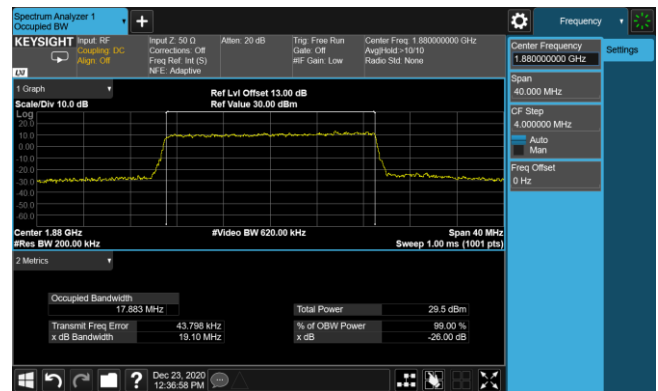 Spectrum Analyzer 1
Occupied BW
Frequency
KEYSIGHT
Input: RF
Coupling: DC
Align: Off
Input Z: 50 Ω
Corrections: Off
Freq Ref: Int (S)
NFE: Adaptive
Atten: 20 dB
Trig: Free Run
Gate: Off
#IF Gain: Low
Center Freq: 1.880000000 GHz
Avg|Hold:>10/10
Radio Std: None
LXI
Center Frequency
1.880000000 GHz
Settings
Span
40.000 MHz
CF Step
4.000000 MHz
Auto
Man
Freq Offset
0 Hz
1 Graph
Scale/Div 10.0 dB
Ref Lvl Offset 13.00 dB
Ref Value 30.00 dBm
Log
20.0
10.0
0.00
-10.0
-20.0
-30.0
-40.0
-50.0
-60.0
Center 1.88 GHz
#Video BW 620.00 kHz
Span 40 MHz
#Res BW 200.00 kHz
Sweep 1.00 ms (1001 pts)
2 Metrics
Occupied Bandwidth
17.883 MHz
Total Power 29.5 dBm
Transmit Freq Error 43.798 kHz
% of OBW Power 99.00 %
x dB Bandwidth 19.10 MHz
x dB -26.00 dB
?
Dec 23, 2020
12:36:58 PM